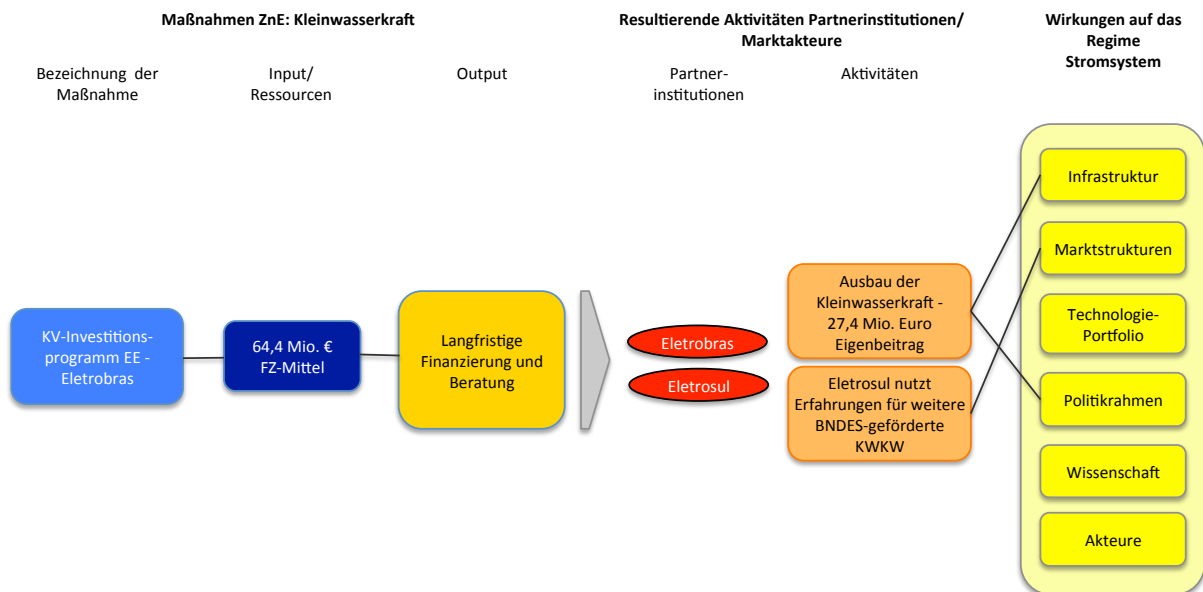 Maßnahmen ZnE: Kleinwasserkraft
Resultierende Aktivitäten Partnerinstitutionen/
Marktakteure
Wirkungen auf das
Regime
Stromsystem
Bezeichnung der
Maßnahme
Input/
Ressourcen
Output
Partner-
institutionen
Aktivitäten
KV-Investitions-
programm EE -
Eletrobras
64,4 Mio. €
FZ-Mittel
Langfristige
Finanzierung und
Beratung
Eletrobras
Eletrosul
Ausbau der
Kleinwasserkraft -
27,4 Mio. Euro
Eigenbeitrag
Eletrosul nutzt
Erfahrungen für weitere
BNDES-geförderte
KWKW
Infrastruktur
Marktstrukturen
Technologie-
Portfolio
Politikrahmen
Wissenschaft
Akteure